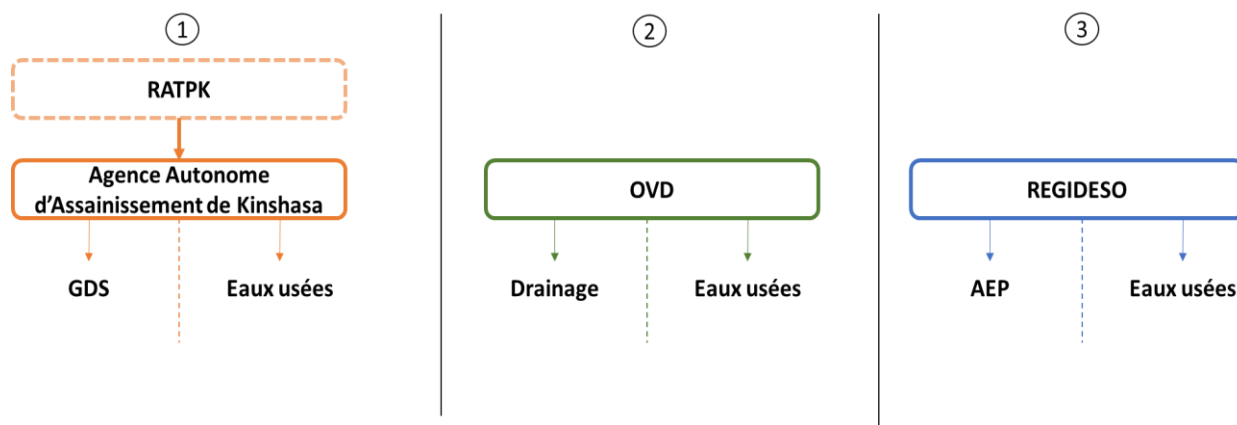 1
RATPK
Agence Autonome
d’Assainissement de Kinshasa
GDS
Eaux usées
2
OVD
Drainage
Eaux usées
3
REGIDESO
AEP
Eaux usées